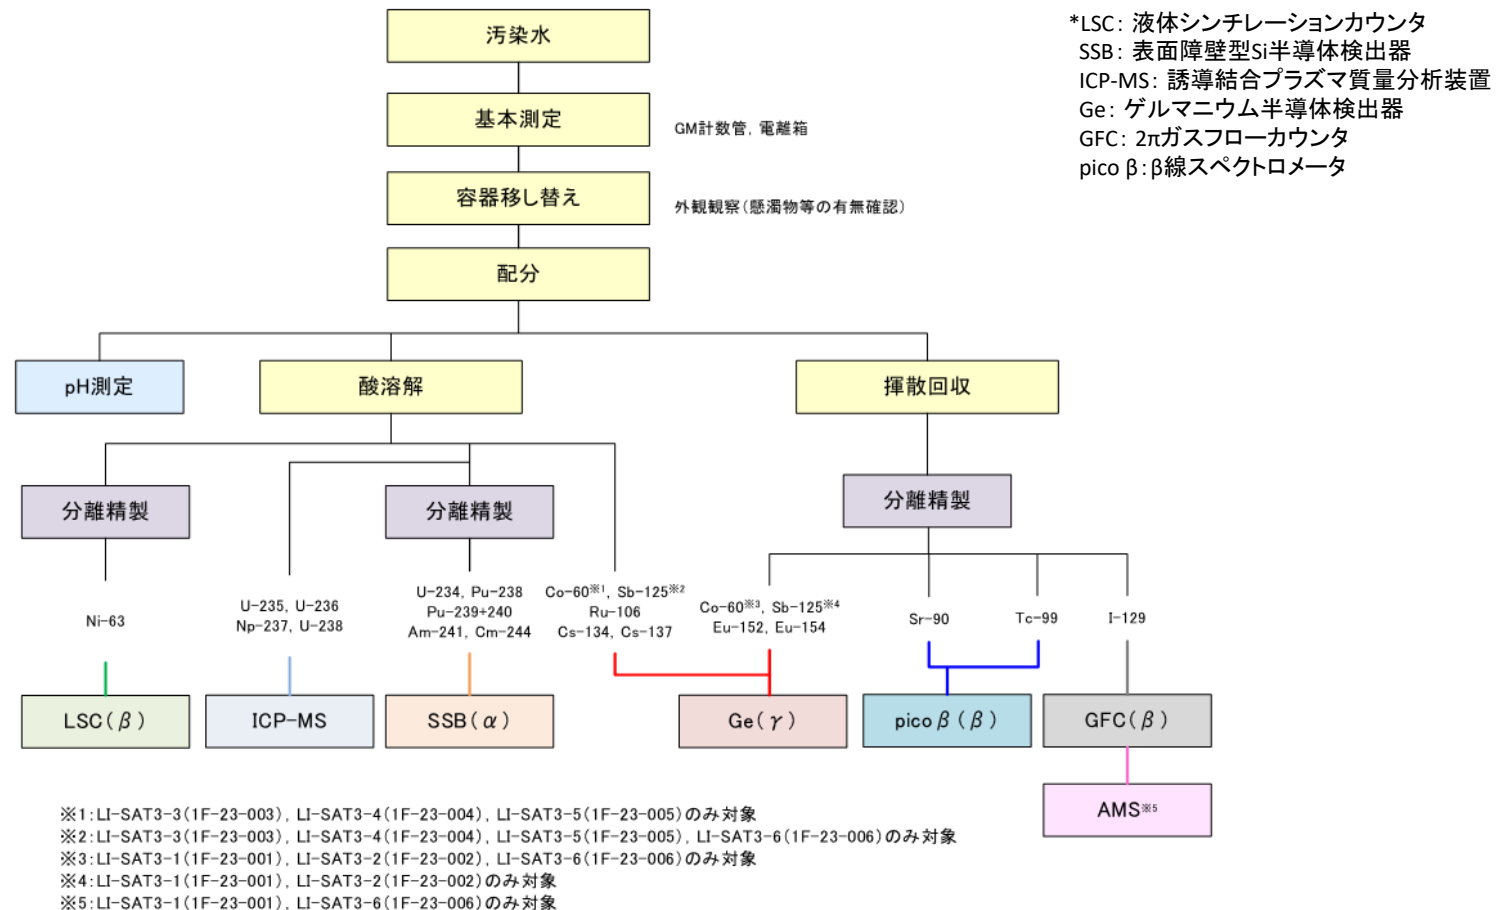 汚染水
*LSC: 液体シンチレーションカウンタ
SSB: 表面障壁型Si半導体検出器
ICP-MS: 誘導結合プラズマ質量分析装置
Ge: ゲルマニウム半導体検出器
GFC: 2πガスフローカウンタ
pico β:β線スペクトロメータ
基本測定
GM計数管, 電離箱
容器移し替え
外観観察(懸濁物等の有無確認)
配分
pH測定
酸溶解
揮散回収
分離精製
分離精製
分離精製
Ni-63
U-235, U-236
Np-237, U-238
U-234, Pu-238
Pu-239+240
Am-241, Cm-244
Co-60※1, Sb-125※2
Ru-106
Cs-134, Cs-137
Co-60※3, Sb-125※4
Eu-152, Eu-154
Sr-90
Tc-99
I-129
LSC(β)
ICP-MS
SSB(α)
Ge(γ)
pico β(β)
GFC(β)
AMS※5
※1:LI-SAT3-3(1F-23-003), LI-SAT3-4(1F-23-004), LI-SAT3-5(1F-23-005)のみ対象
※2:LI-SAT3-3(1F-23-003), LI-SAT3-4(1F-23-004), LI-SAT3-5(1F-23-005), LI-SAT3-6(1F-23-006)のみ対象
※3:LI-SAT3-1(1F-23-001), LI-SAT3-2(1F-23-002), LI-SAT3-6(1F-23-006)のみ対象
※4:LI-SAT3-1(1F-23-001), LI-SAT3-2(1F-23-002)のみ対象
※5:LI-SAT3-1(1F-23-001), LI-SAT3-6(1F-23-006)のみ対象